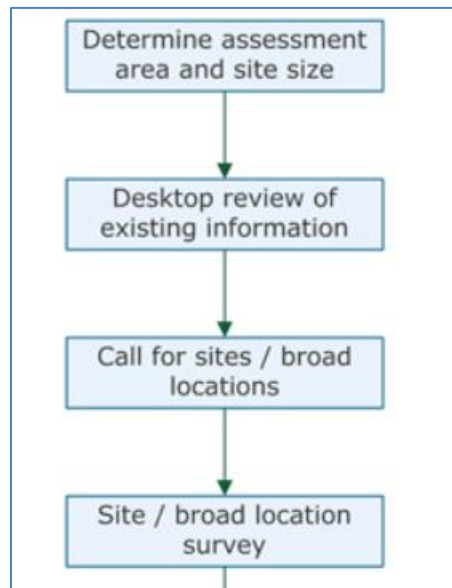 Determine assessment
area and site size
Desktop review of
existing information
Call for sites / broad
locations
Site / broad location
survey